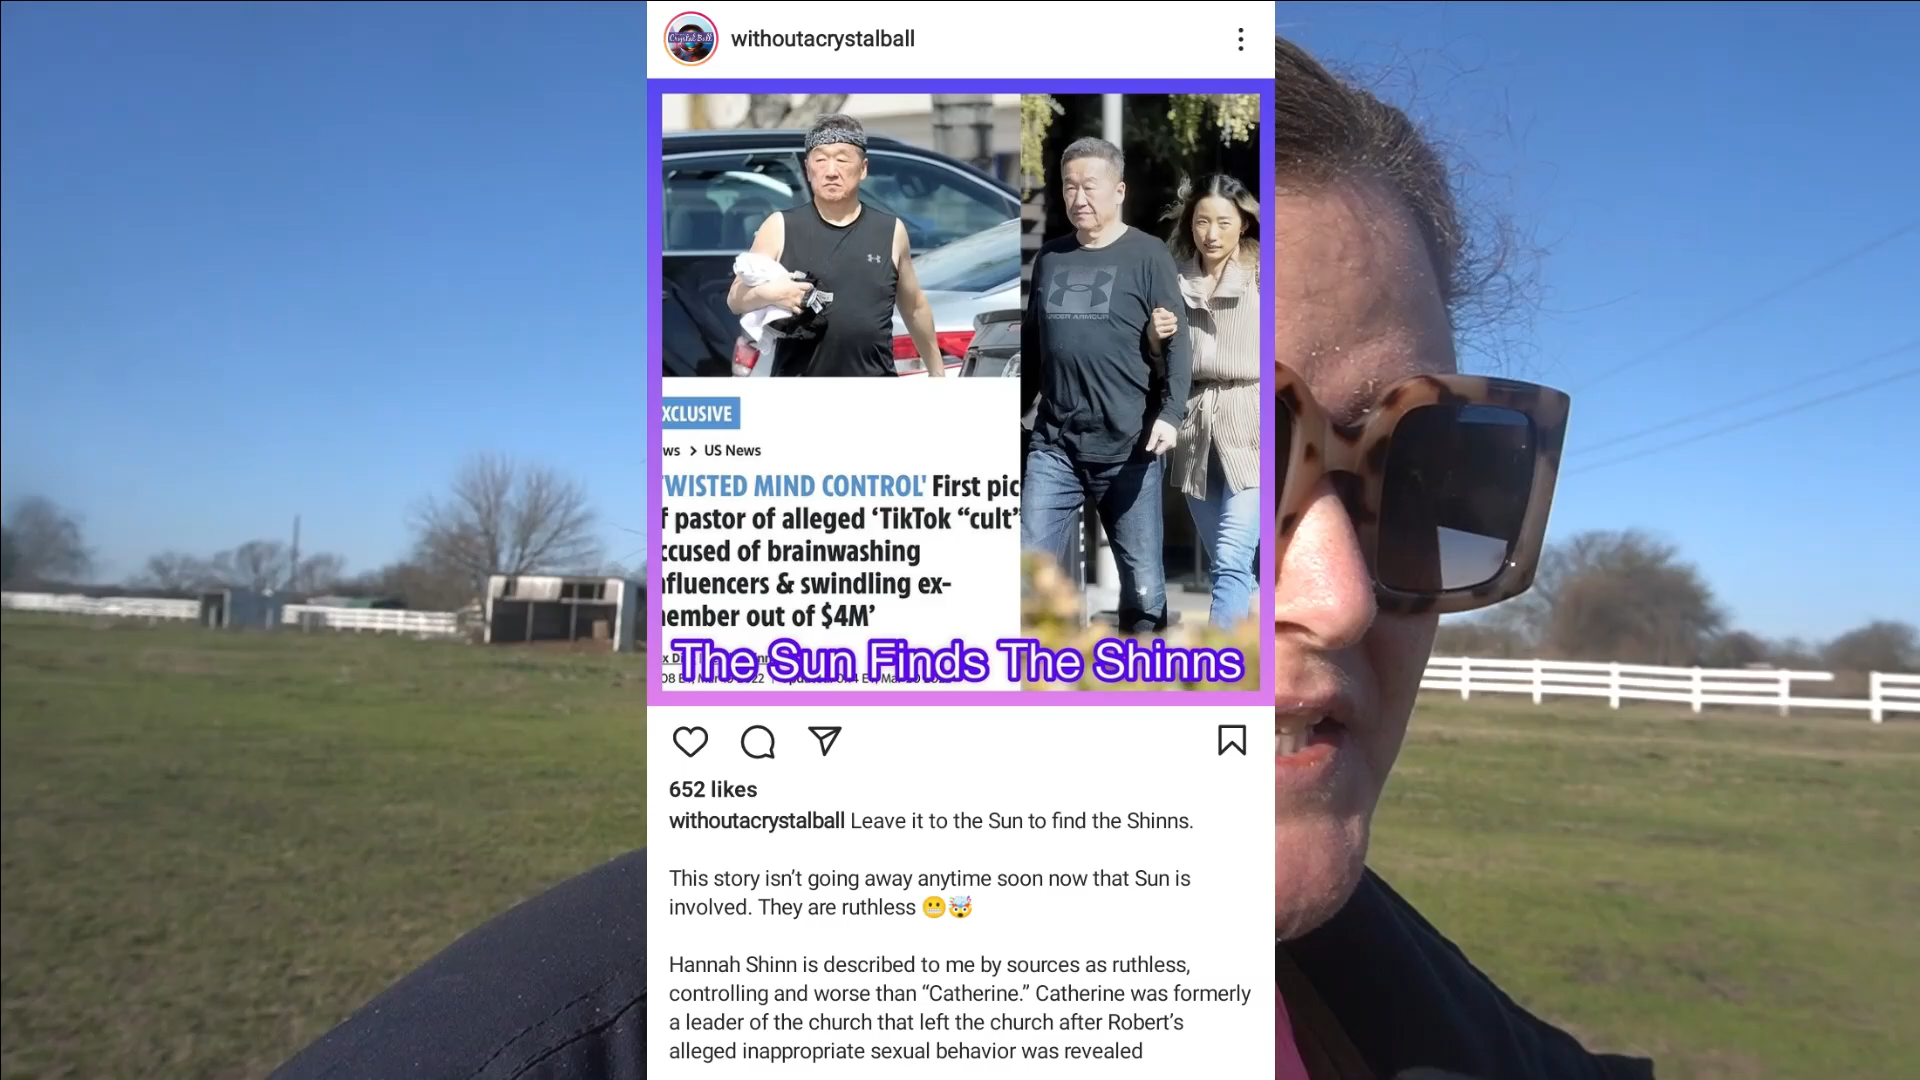 Crystal Ball
withoutacrystalball
UNDER ARMOUR
XCLUSIVE
ws > US News
WISTED MIND CONTROL' First pic
f pastor of alleged ‘TikTok “cult”
ccused of brainwashing
nfluencers & swindling ex-
ember out of $4M’
The Sun Finds The Shinns
652 likes
withoutacrystalball Leave it to the Sun to find the Shinns.
This story isn’t going away anytime soon now that Sun is
involved. They are ruthless 😬🤯
Hannah Shinn is described to me by sources as ruthless,
controlling and worse than “Catherine.” Catherine was formerly
a leader of the church that left the church after Robert’s
alleged inappropriate sexual behavior was revealed